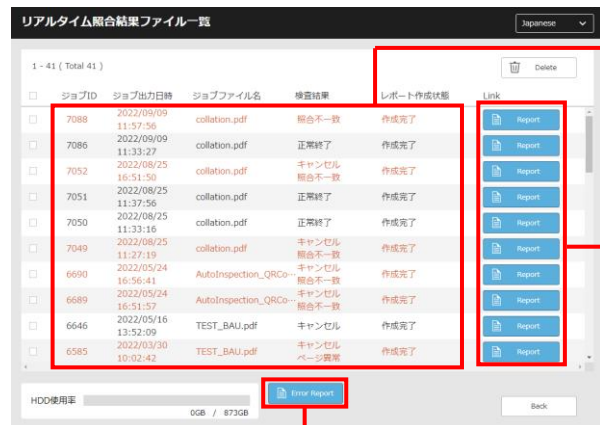 リアルタイム照合結果ファイル一覧 Japanese
1 - 41 ( Total 41 ) Delete
ジョブID ジョブ出力日時 ジョブファイル名 検査結果 レポート作成状態 Link
7088 2022/09/09 11:57:56 collation.pdf 照合不一致 作成完了 Report
7086 2022/09/09 11:33:27 collation.pdf 正常終了 作成完了 Report
7052 2022/08/25 16:51:50 collation.pdf キャンセル 照合不一致 作成完了 Report
7051 2022/08/25 11:37:56 collation.pdf 正常終了 作成完了 Report
7050 2022/08/25 11:33:16 collation.pdf 正常終了 作成完了 Report
7049 2022/08/25 11:27:19 collation.pdf キャンセル 照合不一致 作成完了 Report
6690 2022/05/24 16:56:41 AutoInspection_QRCo… キャンセル 照合不一致 作成完了 Report
6689 2022/05/24 16:51:57 AutoInspection_QRCo… キャンセル 照合不一致 作成完了 Report
6646 2022/05/16 13:52:09 TEST_BAU.pdf キャンセル 作成完了 Report
6585 2022/03/30 10:02:42 TEST_BAU.pdf キャンセル ページ異常 作成完了 Report
HDD使用率 0GB / 873GB Error Report Back